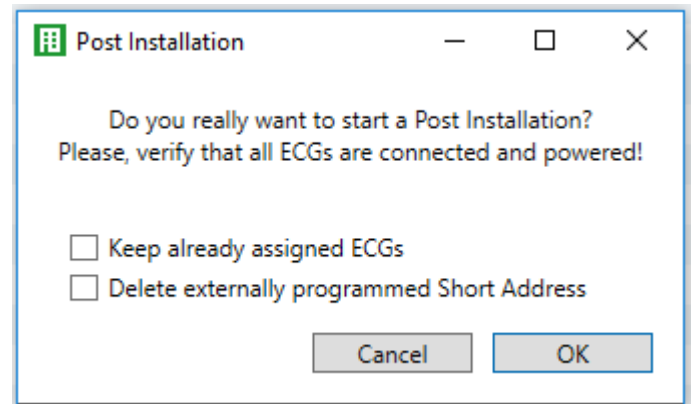 Post Installation
Do you really want to start a Post Installation?
Please, verify that all ECGs are connected and powered!
Keep already assigned ECGs
Delete externally programmed Short Address
Cancel OK